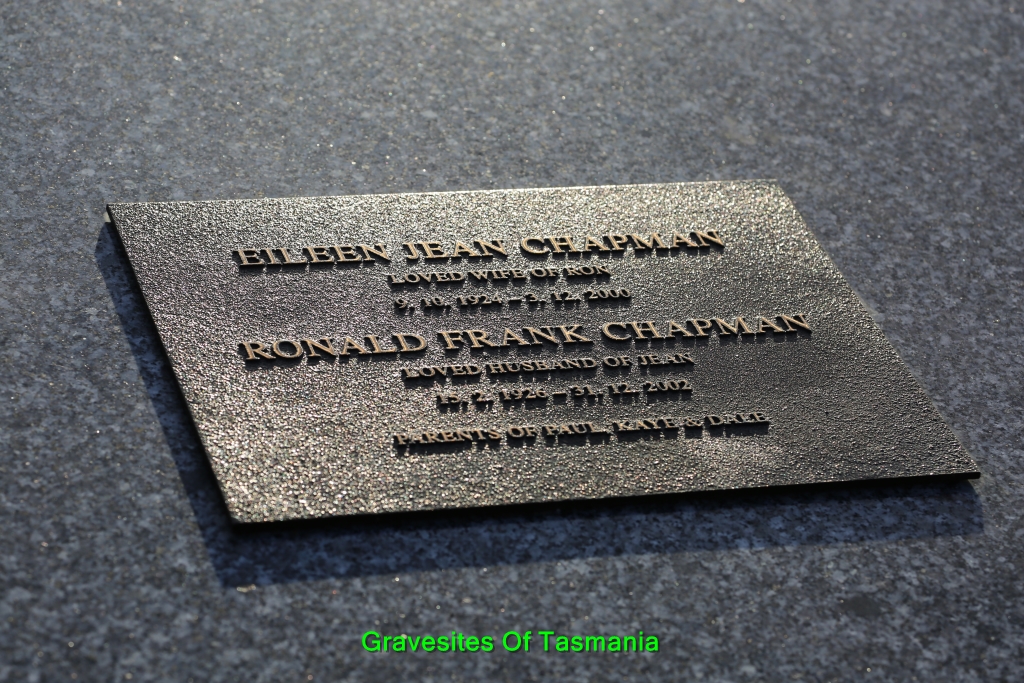 EILEEN JEAN CHAPMAN
LOVED WIFE OF RON
9. 10. 1924 - 3. 12. 2000
RONALD FRANK CHAPMAN
LOVED HUSBAND OF JEAN
15. 2. 1926 - 31. 12. 2002
PARENTS OF PAUL, KAYE & DALE
Gravesites Of Tasmania